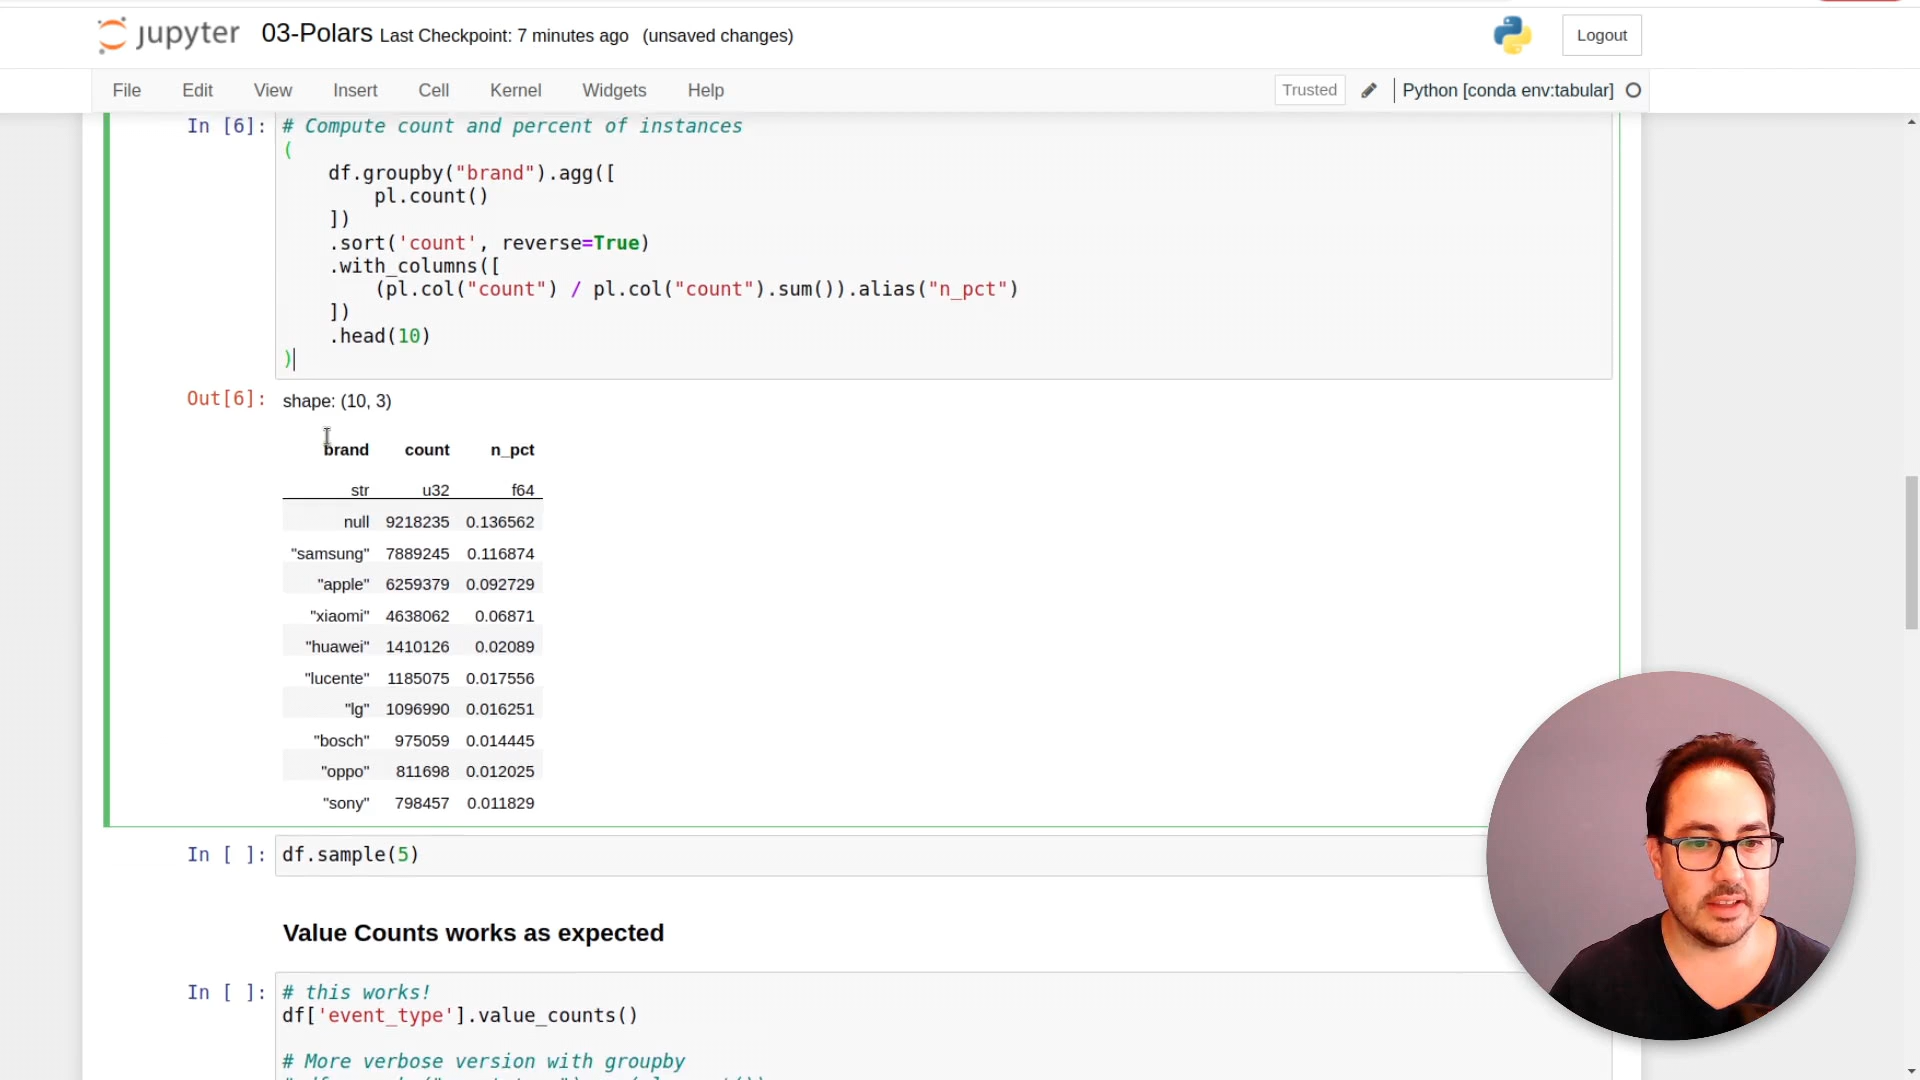 jupyter 03-Polars Last Checkpoint: 7 minutes ago (unsaved changes) Logout
File Edit View Insert Cell Kernel Widgets Help Trusted Python [conda env:tabular]
In [6]: # Compute count and percent of instances
(
df.groupby("brand").agg([
pl.count()
])
.sort('count', reverse=True)
.with_columns([
(pl.col("count") / pl.col("count").sum()).alias("n_pct")
])
.head(10)
)
Out[6]: shape: (10, 3)
brand count n_pct
str u32 f64
null 9218235 0.136562
"samsung" 7889245 0.116874
"apple" 6259379 0.092729
"xiaomi" 4638062 0.06871
"huawei" 1410126 0.02089
"lucente" 1185075 0.017556
"lg" 1096990 0.016251
"bosch" 975059 0.014445
"oppo" 811698 0.012025
"sony" 798457 0.011829
In [ ]: df.sample(5)
Value Counts works as expected
In [ ]: # this works!
df['event_type'].value_counts()
# More verbose version with groupby